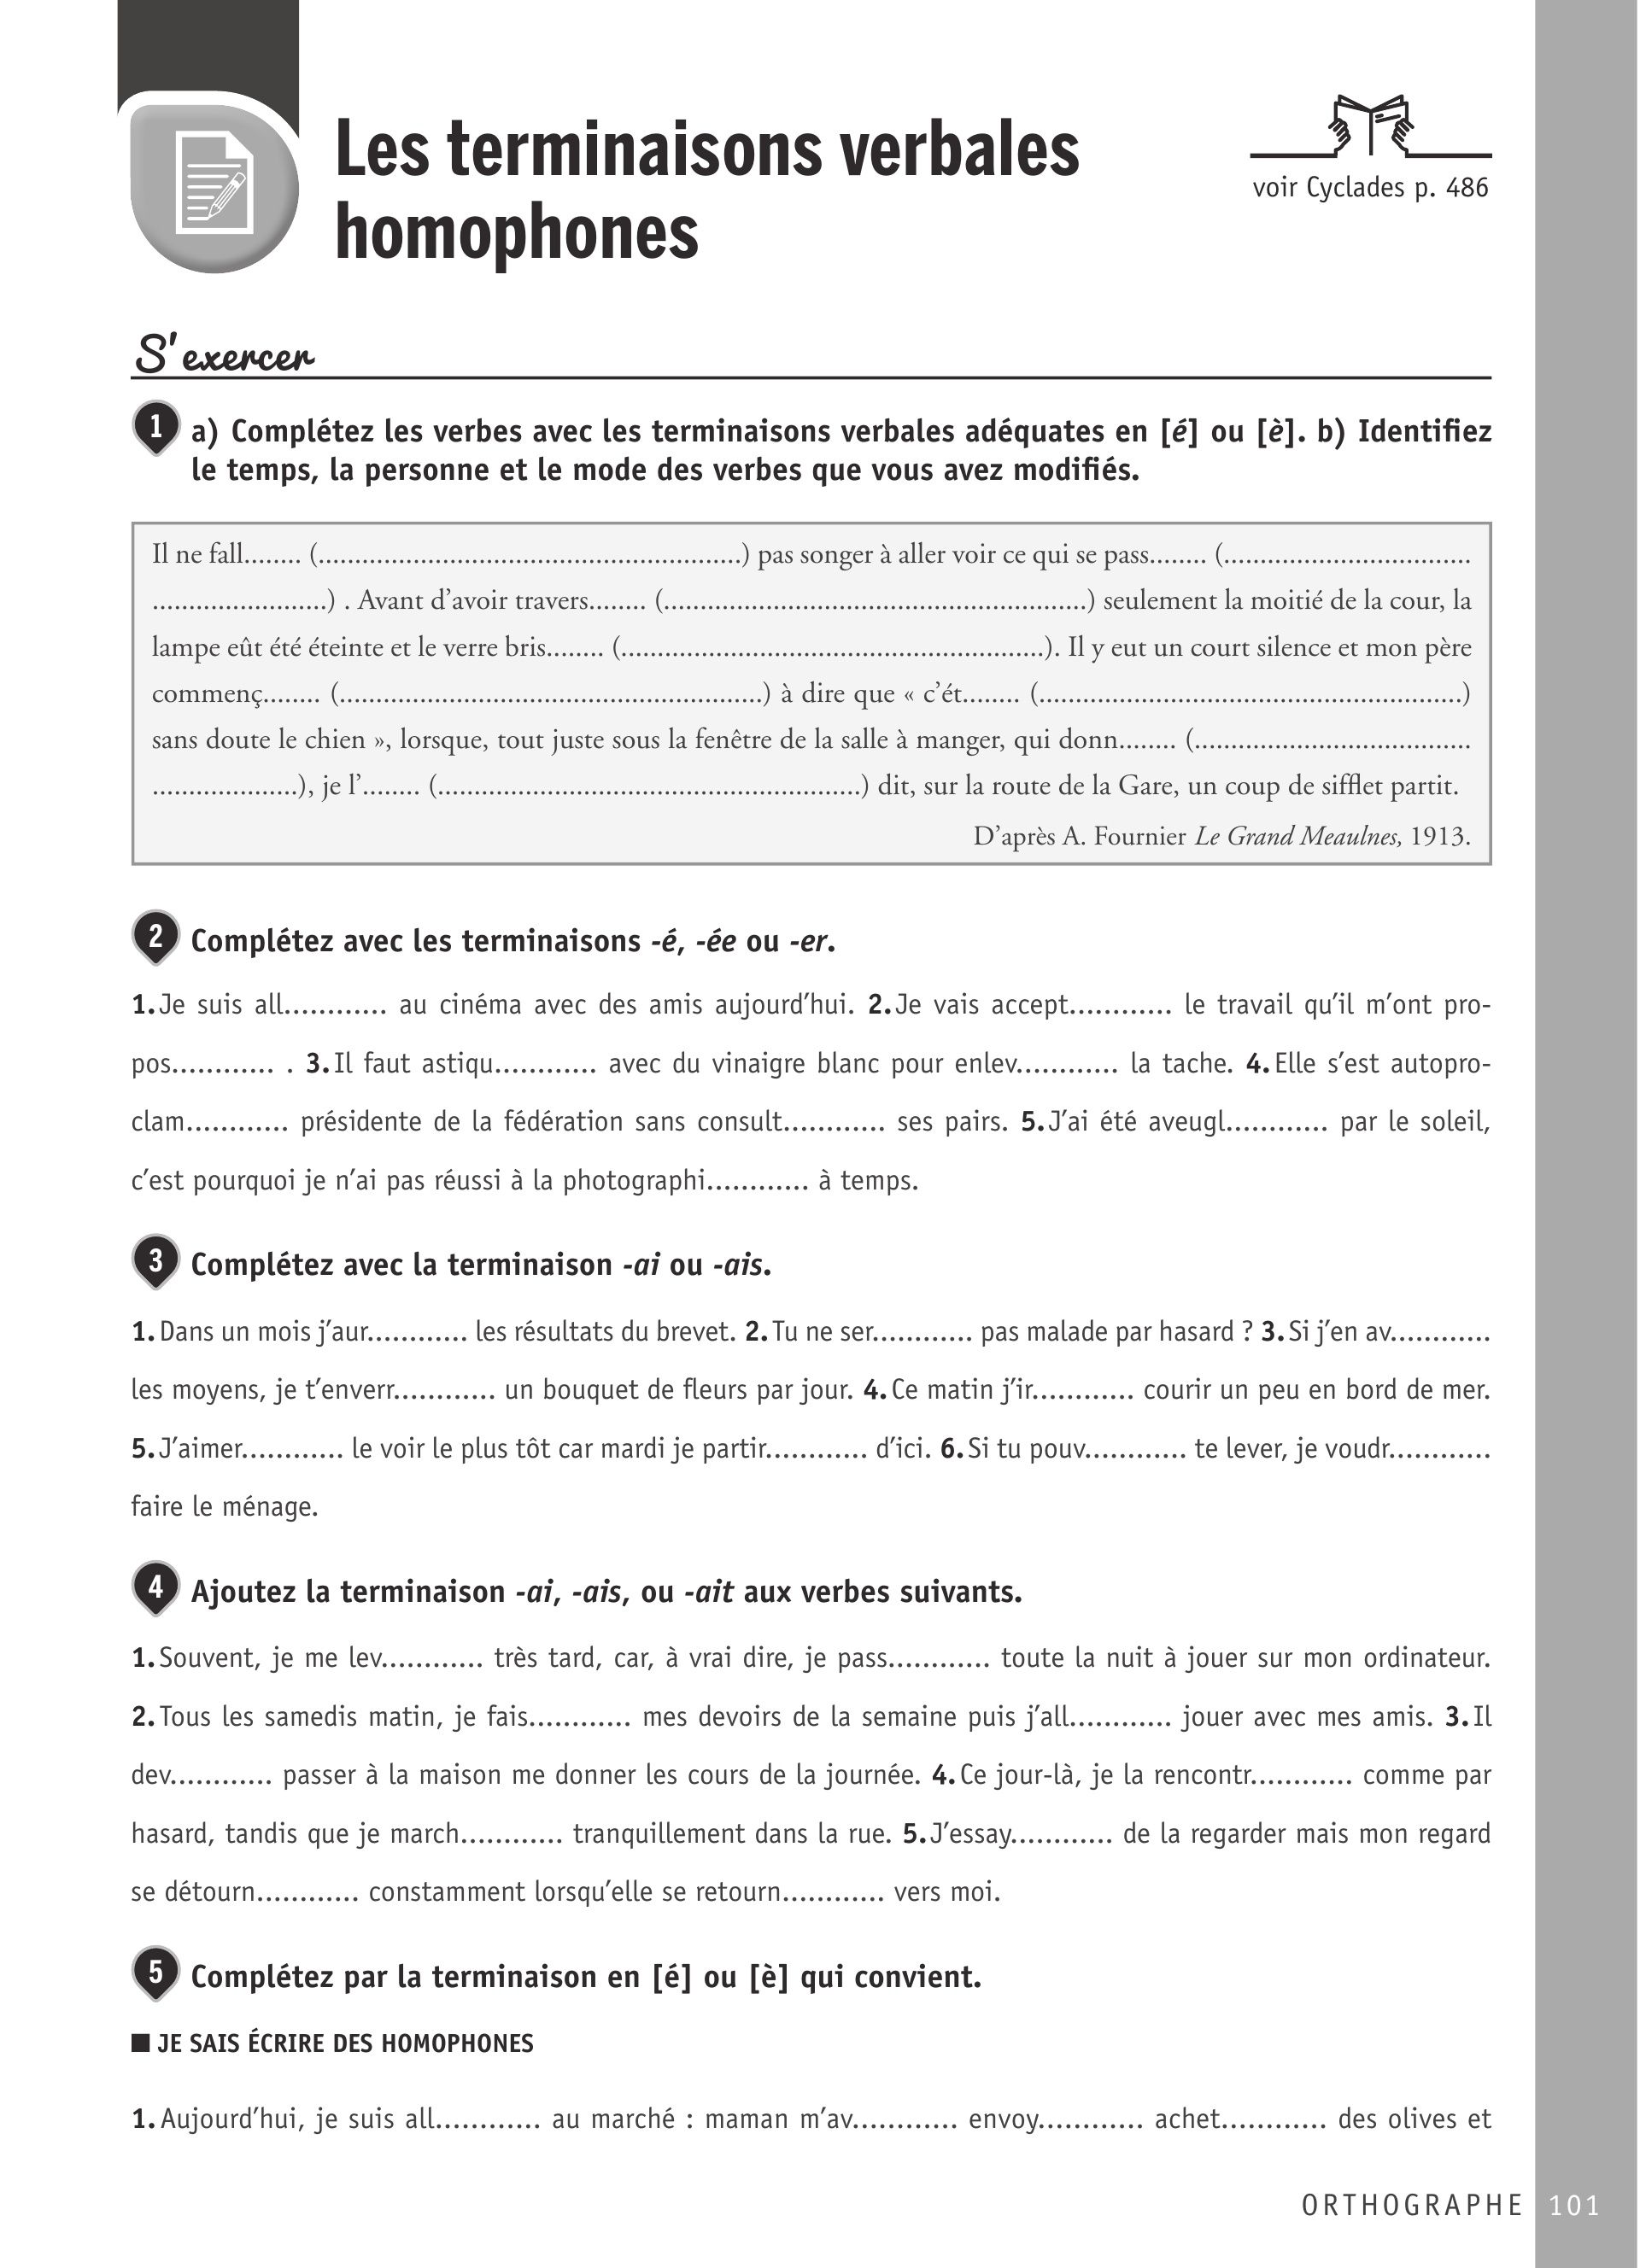 Les terminaisons verbales
homophones
voir Cyclades p. 486
S'exercer
1 a) Complétez les verbes avec les terminaisons verbales adéquates en [é] ou [è]. b) Identifiez
le temps, la personne et le mode des verbes que vous avez modifiés.
Il ne fall........ (..........................................................) pas songer à aller voir ce qui se pass........ (..................................
........................) . Avant d’avoir travers........ (..........................................................) seulement la moitié de la cour, la
lampe eût été éteinte et le verre bris........ (..........................................................). Il y eut un court silence et mon père
commenç........ (..........................................................) à dire que « c’ét........ (..........................................................)
sans doute le chien », lorsque, tout juste sous la fenêtre de la salle à manger, qui donn........ (......................................
....................), je l’........ (..........................................................) dit, sur la route de la Gare, un coup de sifflet partit.
D’après A. Fournier Le Grand Meaulnes, 1913.
2 Complétez avec les terminaisons -é, -ée ou -er.
1. Je suis all............ au cinéma avec des amis aujourd’hui. 2. Je vais accept............ le travail qu’il m’ont pro-
pos............ . 3. Il faut astiqu............ avec du vinaigre blanc pour enlev............ la tache. 4. Elle s’est autopro-
clam............ présidente de la fédération sans consult............ ses pairs. 5. J’ai été aveugl............ par le soleil,
c’est pourquoi je n’ai pas réussi à la photographi............ à temps.
3 Complétez avec la terminaison -ai ou -ais.
1. Dans un mois j’aur............ les résultats du brevet. 2. Tu ne ser............ pas malade par hasard ? 3. Si j’en av............
les moyens, je t’enverr............ un bouquet de fleurs par jour. 4. Ce matin j’ir............ courir un peu en bord de mer.
5. J’aimer............ le voir le plus tôt car mardi je partir............ d’ici. 6. Si tu pouv............ te lever, je voudr............
faire le ménage.
4 Ajoutez la terminaison -ai, -ais, ou -ait aux verbes suivants.
1. Souvent, je me lev............ très tard, car, à vrai dire, je pass............ toute la nuit à jouer sur mon ordinateur.
2. Tous les samedis matin, je fais............ mes devoirs de la semaine puis j’all............ jouer avec mes amis. 3. Il
dev............ passer à la maison me donner les cours de la journée. 4. Ce jour-là, je la rencontr............ comme par
hasard, tandis que je march............ tranquillement dans la rue. 5. J’essay............ de la regarder mais mon regard
se détourn............ constamment lorsqu’elle se retourn............ vers moi.
5 Complétez par la terminaison en [é] ou [è] qui convient.
■ JE SAIS ÉCRIRE DES HOMOPHONES
1. Aujourd’hui, je suis all............ au marché : maman m’av............ envoy............ achet............ des olives et
ORTHOGRAPHE 101